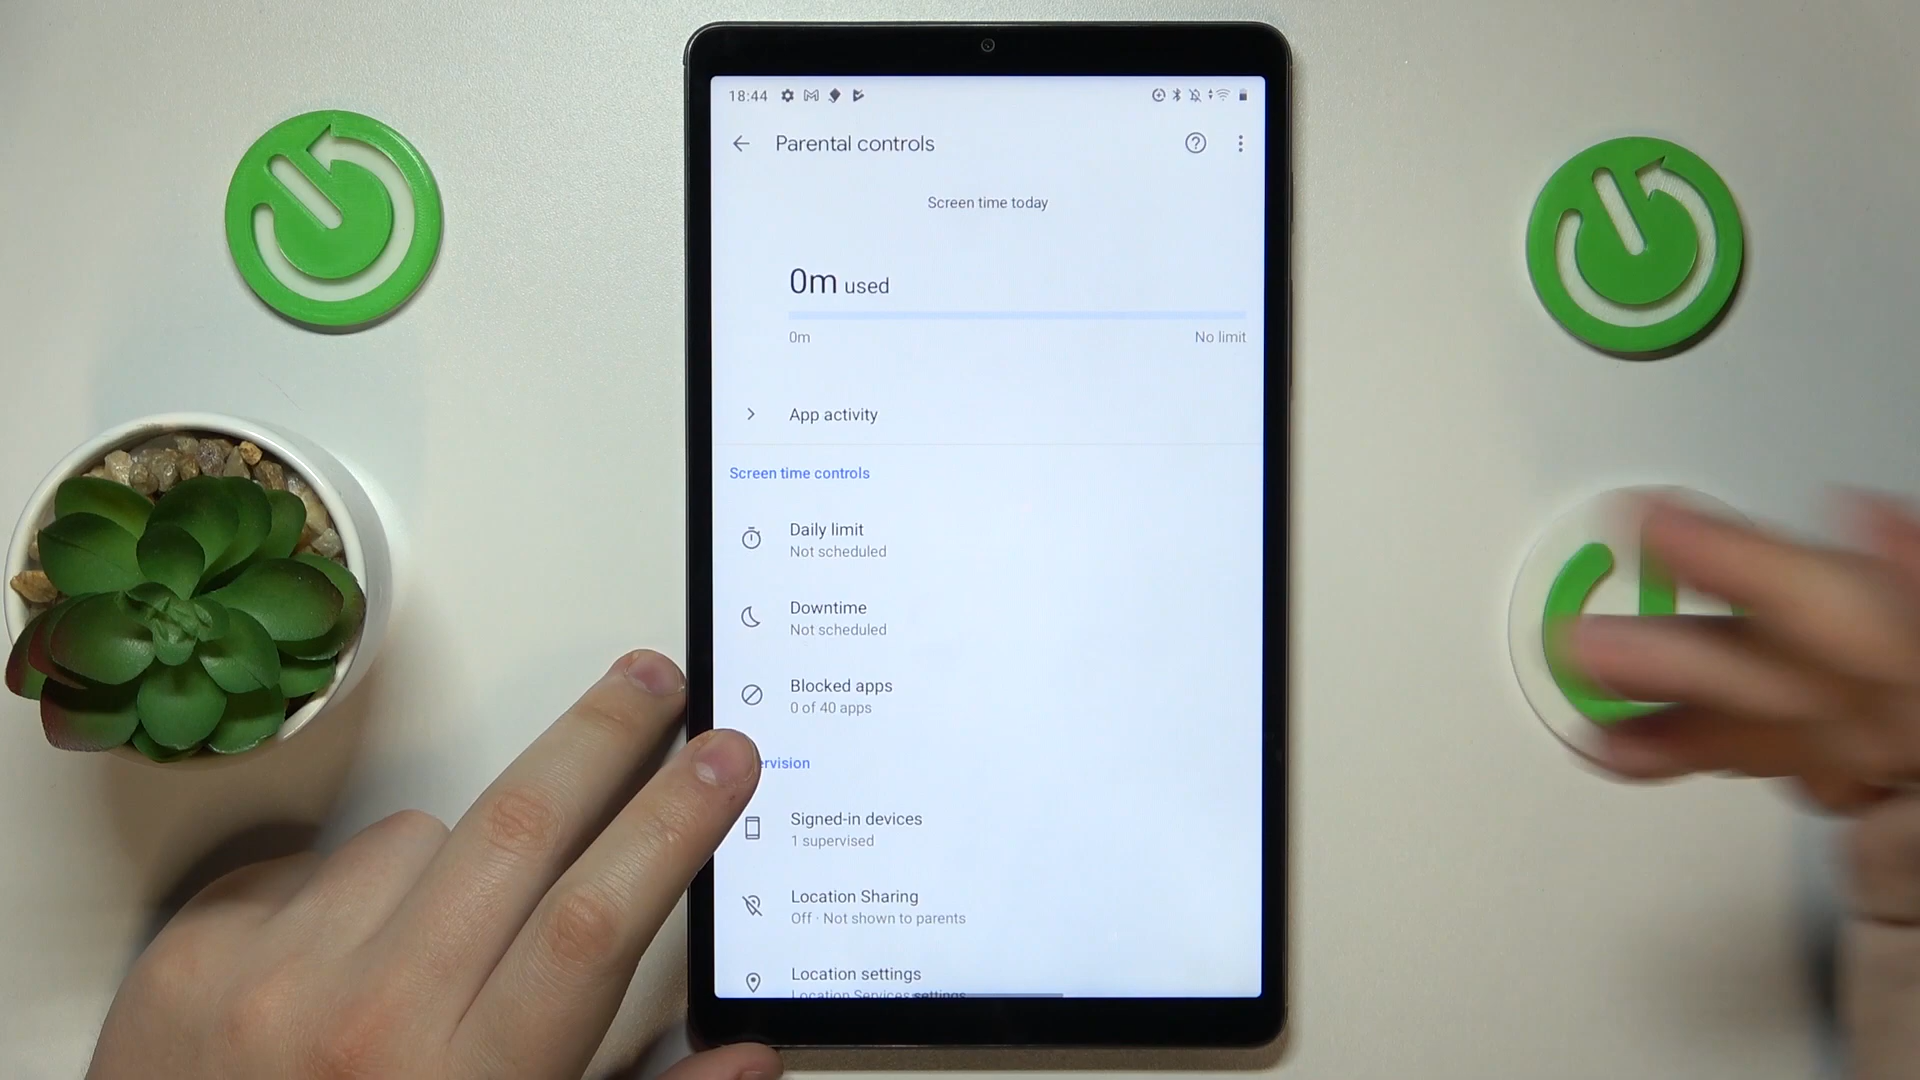 18:44
Parental controls
Screen time today
0m used
0m
No limit
App activity
Screen time controls
Daily limit
Not scheduled
Downtime
Not scheduled
Blocked apps
0 of 40 apps
ervision
Signed-in devices
1 supervised
Location Sharing
Off · Not shown to parents
Location settings
Location Services settings